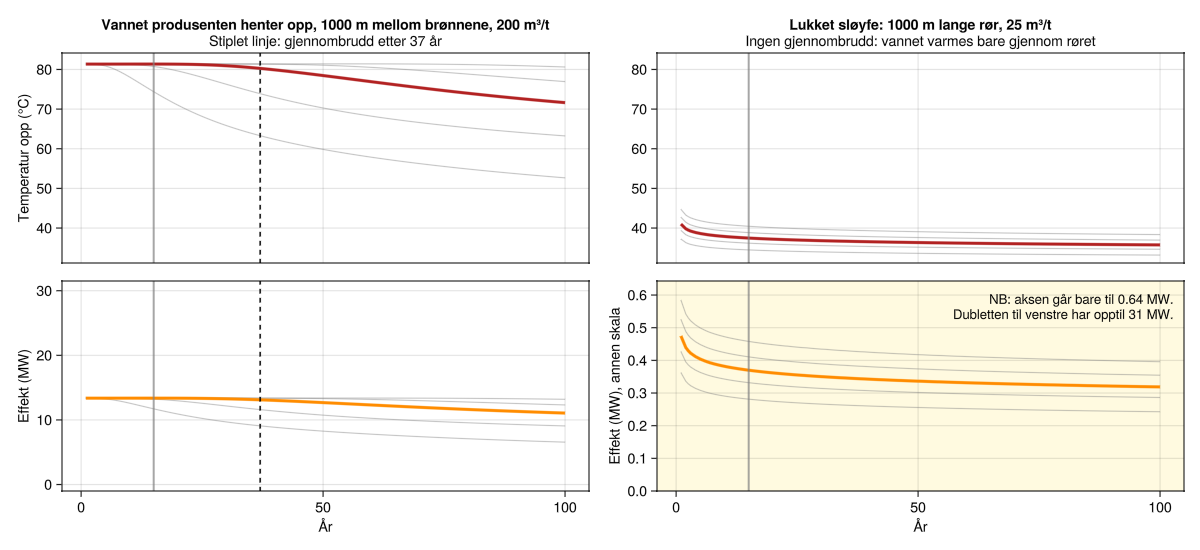 Vannet produsenten henter opp, 1000 m mellom brønnene, 200 m³/t
Stiplet linje: gjennombrudd etter 37 år
Temperatur opp (°C)
80
70
60
50
40
Effekt (MW)
30
20
10
0
0
50
100
År
Lukket sløyfe: 1000 m lange rør, 25 m³/t
Ingen gjennombrudd: vannet varmes bare gjennom røret
80
70
60
50
40
NB: aksen går bare til 0.64 MW.
Dubletten til venstre har opptil 31 MW.
Effekt (MW), annen skala
0.6
0.5
0.4
0.3
0.2
0.1
0.0
0
50
100
År